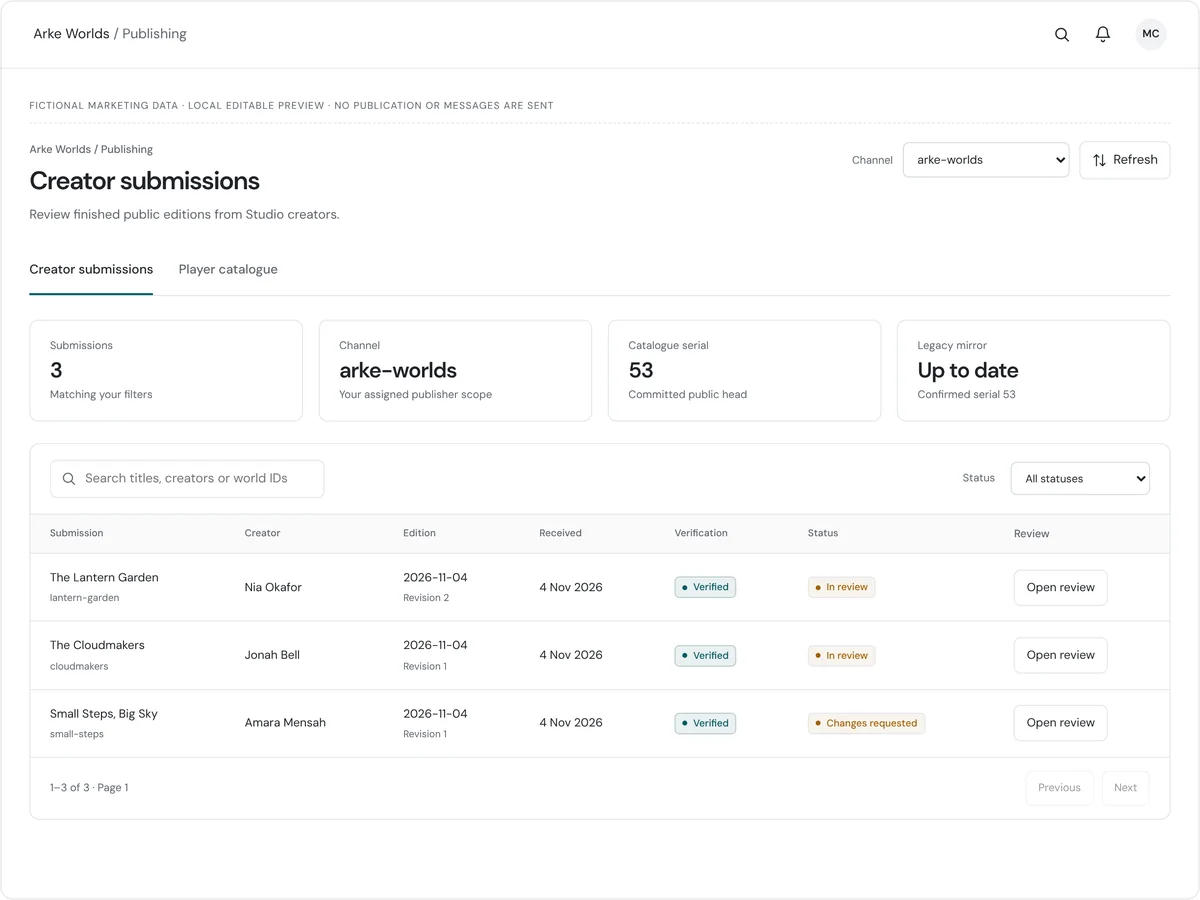 Arke Worlds / Publishing
MC
FICTIONAL MARKETING DATA · LOCAL EDITABLE PREVIEW · NO PUBLICATION OR MESSAGES ARE SENT
Arke Worlds / Publishing
Creator submissions
Review finished public editions from Studio creators.
Channel
arke-worlds
Refresh
Creator submissions
Player catalogue
Submissions
3
Matching your filters
Channel
arke-worlds
Your assigned publisher scope
Catalogue serial
53
Committed public head
Legacy mirror
Up to date
Confirmed serial 53
Search titles, creators or world IDs
Status
All statuses
Submission Creator Edition Received Verification Status Review
The Lantern Garden
lantern-garden
Nia Okafor
2026-11-04
Revision 2
4 Nov 2026
Verified
In review
Open review
The Cloudmakers
cloudmakers
Jonah Bell
2026-11-04
Revision 1
4 Nov 2026
Verified
In review
Open review
Small Steps, Big Sky
small-steps
Amara Mensah
2026-11-04
Revision 1
4 Nov 2026
Verified
Changes requested
Open review
1–3 of 3 · Page 1
Previous
Next